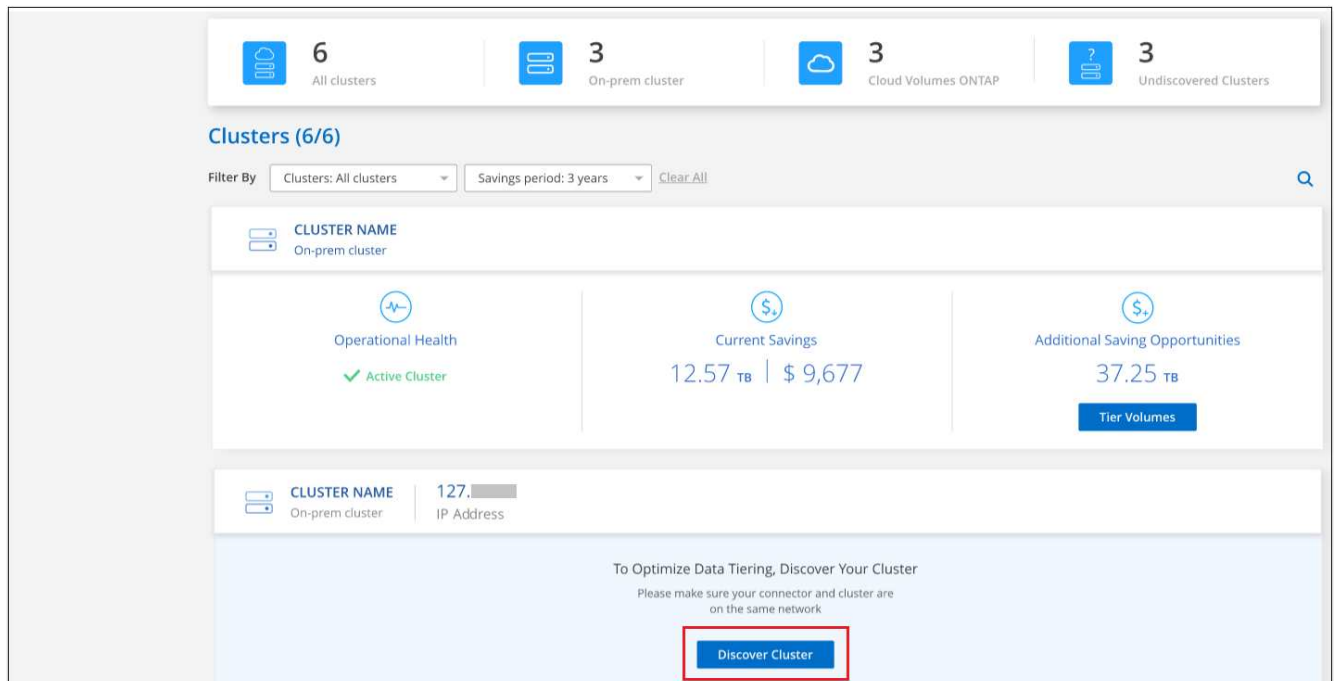 6
All clusters
3
On-prem cluster
3
Cloud Volumes ONTAP
?
3
Undiscovered Clusters
Clusters (6/6)
Filter By Clusters: All clusters Savings period: 3 years Clear All
CLUSTER NAME
On-prem cluster
Operational Health
Active Cluster
$
Current Savings
12.57 TB | $ 9,677
$+
Additional Saving Opportunities
37.25 TB
Tier Volumes
CLUSTER NAME
On-prem cluster
127.
IP Address
To Optimize Data Tiering, Discover Your Cluster
Please make sure your connector and cluster are
on the same network
Discover Cluster